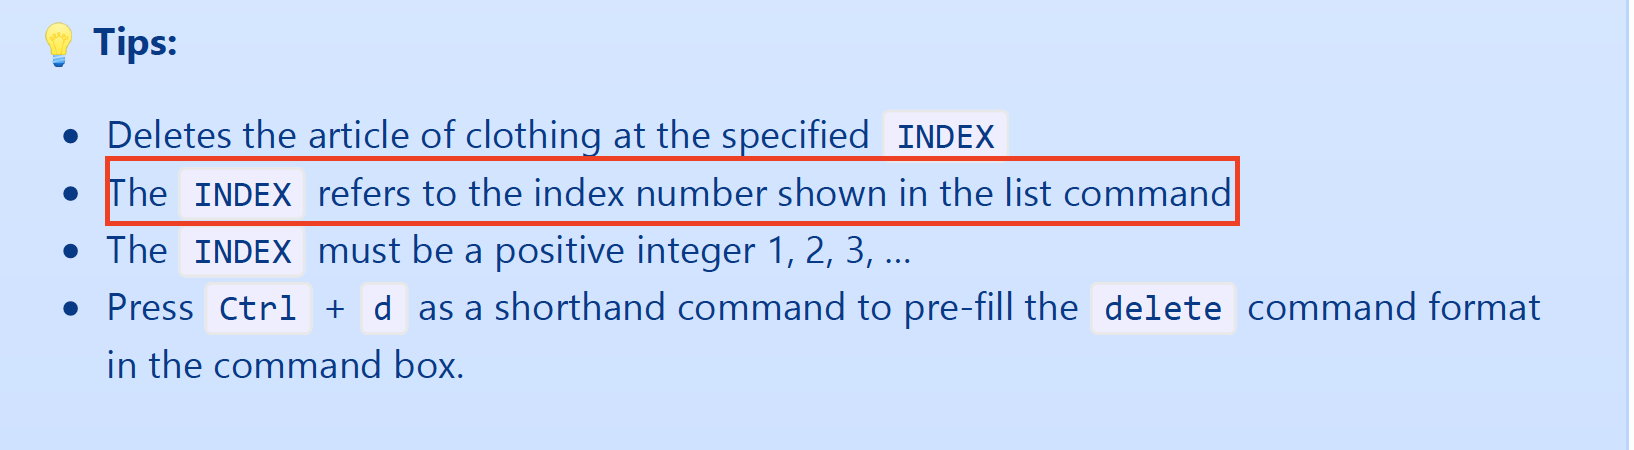 Tips:
Deletes the article of clothing at the specified INDEX
The INDEX refers to the index number shown in the list command
The INDEX must be a positive integer 1, 2, 3, ...
Press Ctrl + d as a shorthand command to pre-fill the delete command format
in the command box.